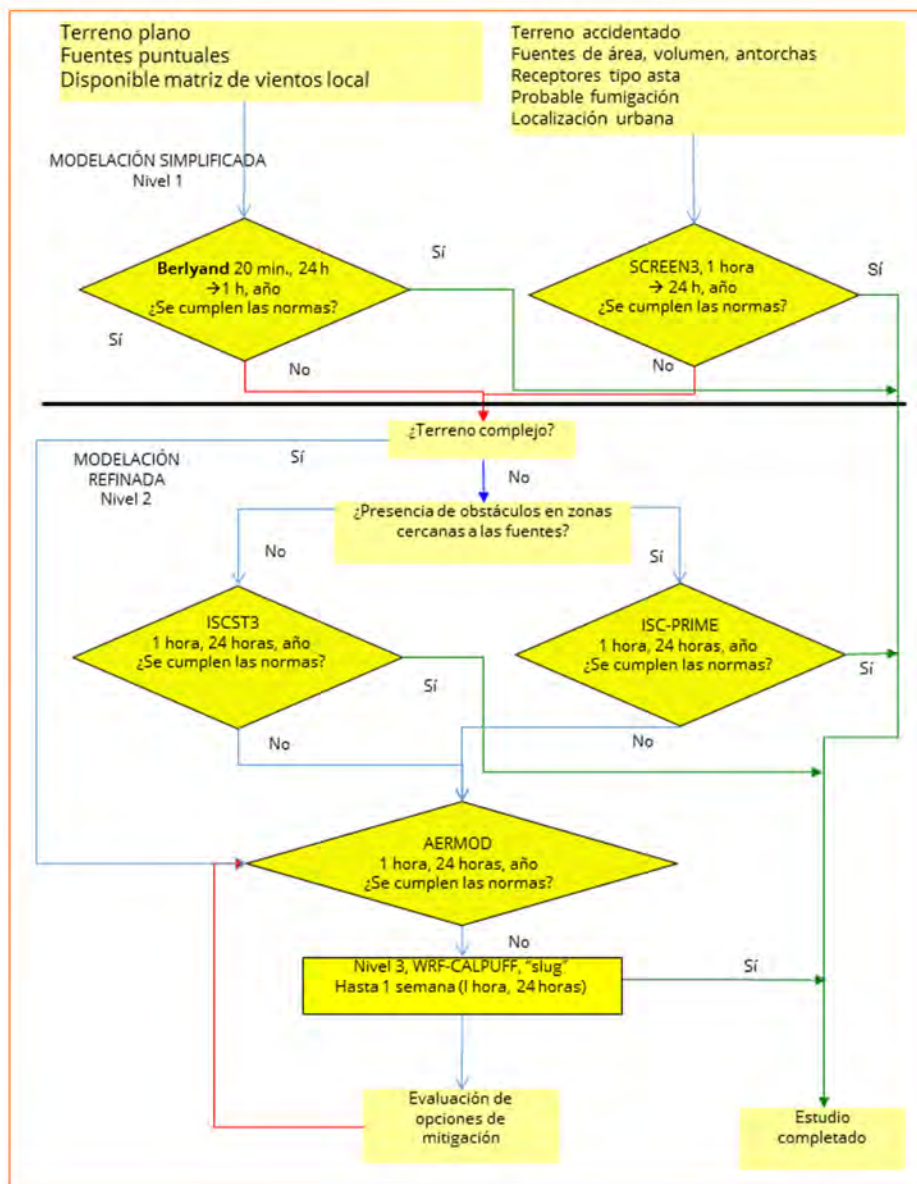 Terreno plano
Fuentes puntuales
Disponible matriz de vientos local
Terreno accidentado
Fuentes de área, volumen, antorchas
Receptores tipo asta
Probable fumigación
Localización urbana
MODELACIÓN SIMPLIFICADA
Nivel 1
Berlyand 20 min., 24 h
→1 h, año
¿Se cumplen las normas?
Sí
Sí
No
SCREEN3, 1 hora
→ 24 h, año
¿Se cumplen las normas?
Sí
No
¿Terreno complejo?
Sí
No
MODELACIÓN
REFINADA
Nivel 2
¿Presencia de obstáculos en zonas
cercanas a las fuentes?
No
Sí
ISCST3
1 hora, 24 horas, año
¿Se cumplen las normas?
Sí
No
ISC-PRIME
1 hora, 24 horas, año
¿Se cumplen las normas?
Sí
No
AERMOD
1 hora, 24 horas, año
¿Se cumplen las normas?
No
Nivel 3, WRF-CALPUFF, “slug”
Hasta 1 semana (l hora, 24 horas)
Sí
Evaluación de
opciones de
mitigación
Estudio
completado